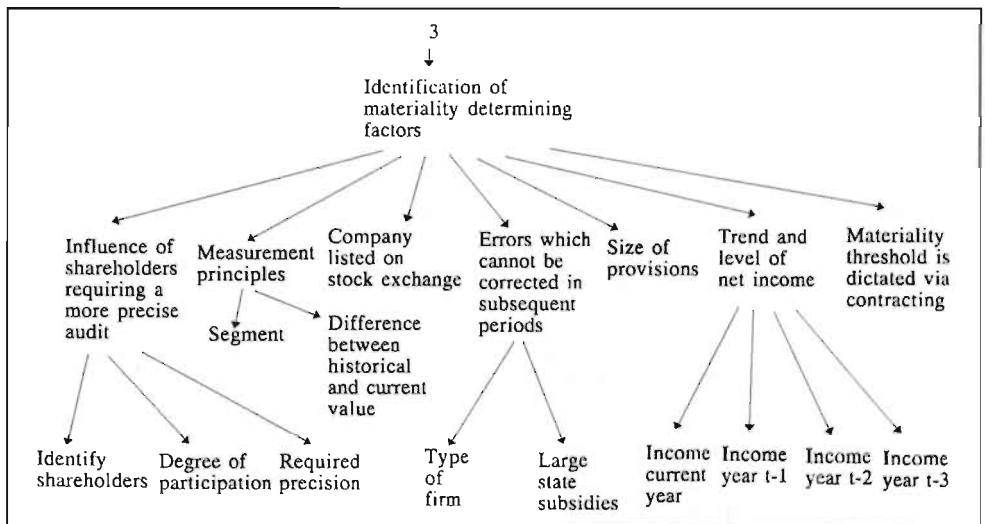 3
Identification of
materiality determining
factors
Influence of
shareholders
requiring a
more precise
audit
Measurement
principles
Company
listed on
stock exchange
Errors which
cannot be
corrected in
subsequent
periods
Size of
provisions
Trend and
level of
net income
Materiality
threshold is
dictated via
contracting
Segment
Difference
between
historical
and current
value
Identify
shareholders
Degree of
participation
Required
precision
Type
of
firm
Large
state
subsidies
Income
current
year
Income
year t-1
Income
year t-2
Income
year t-3